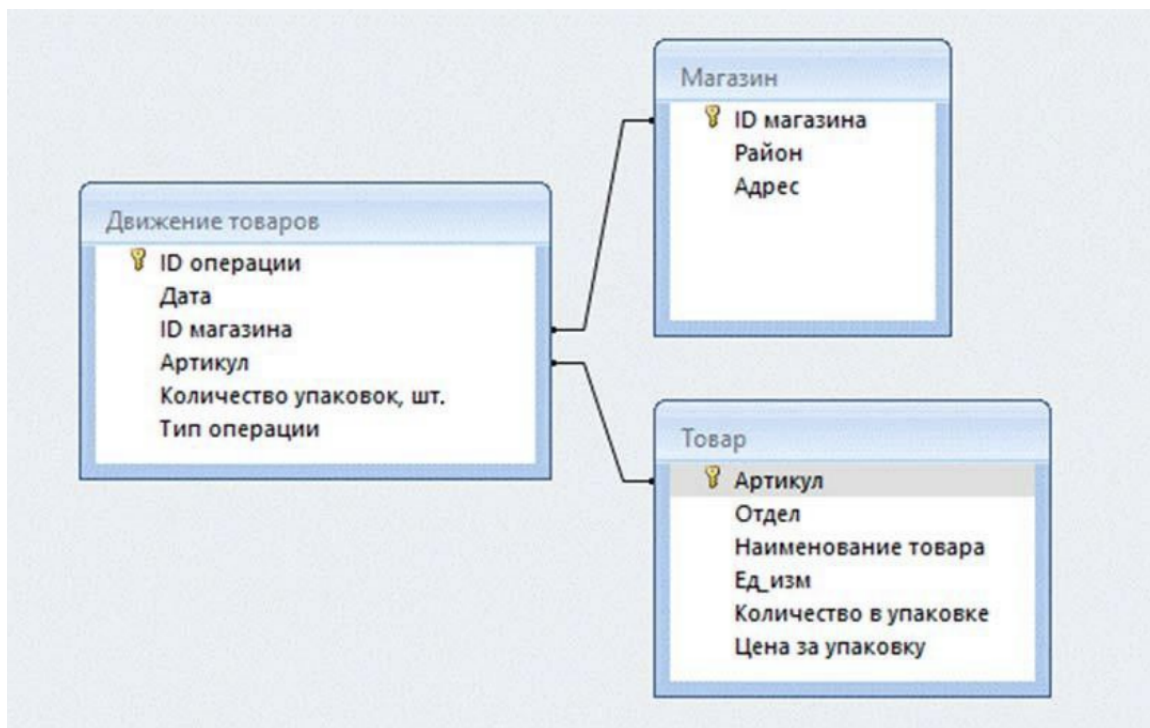 Магазин
ID магазина
Район
Адрес
Движение товаров
ID операции
Дата
ID магазина
Артикул
Количество упаковок, шт.
Тип операции
Товар
Артикул
Отдел
Наименование товара
Ед_изм
Количество в упаковке
Цена за упаковку